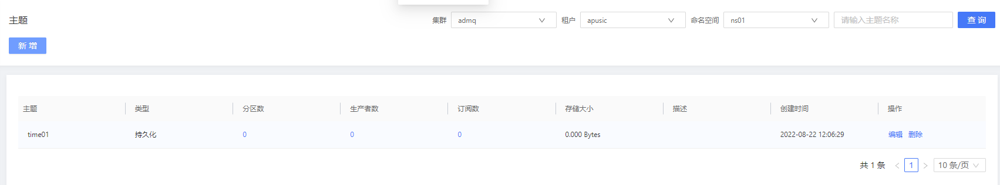 主题
集群 admq 租户 apusic 命名空间 ns01 请输入主题名称 查 询
新 增
主题 类型 分区数 生产者数 订阅数 存储大小 描述 创建时间 操作
time01 持久化 0 0 0 0.000 Bytes 2022-08-22 12:06:29 编辑 删除
共 1 条 < 1 > 10 条/页